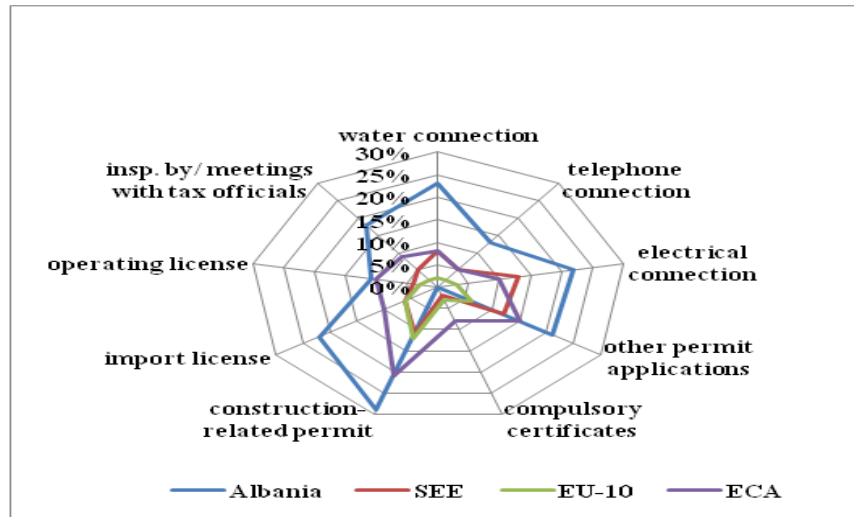 water connection
30%
25%
20%
15%
10%
5%
0%
telephone
connection
electrical
connection
other permit
applications
compulsory
certificates
construction-
related permit
import license
operating license
insp. by/ meetings
with tax officials
Albania
SEE
EU-10
ECA